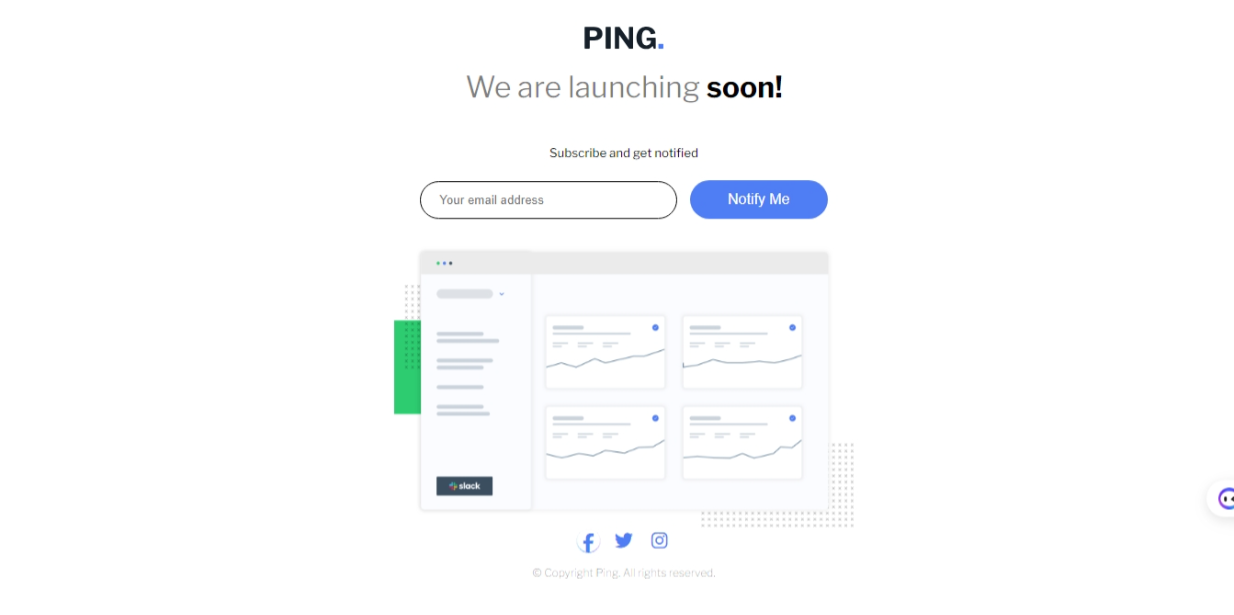 PING.
We are launching soon!
Subscribe and get notified
Your email address
Notify Me
slack
© Copyright Ping. All rights reserved.